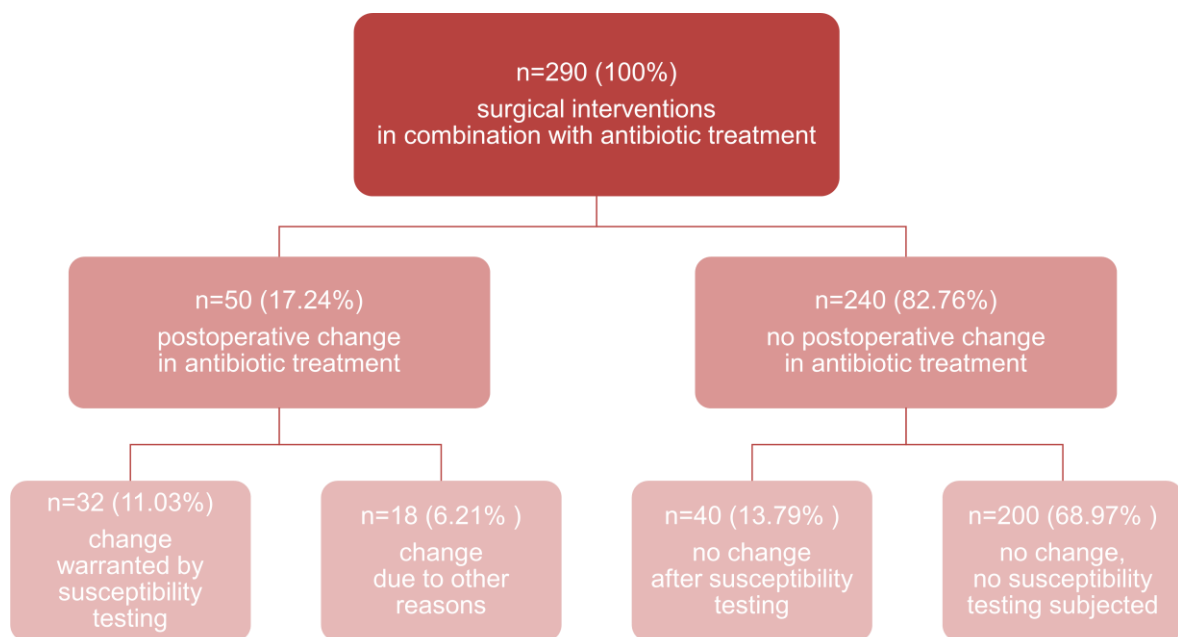 n=290 (100%)
surgical interventions
in combination with antibiotic treatment
n=50 (17.24%)
postoperative change
in antibiotic treatment
n=240 (82.76%)
no postoperative change
in antibiotic treatment
n=32 (11.03%)
change
warranted by
susceptibility
testing
n=18 (6.21% )
change
due to other
reasons
n=40 (13.79% )
no change
after susceptibility
testing
n=200 (68.97% )
no change,
no susceptibility
testing subjected